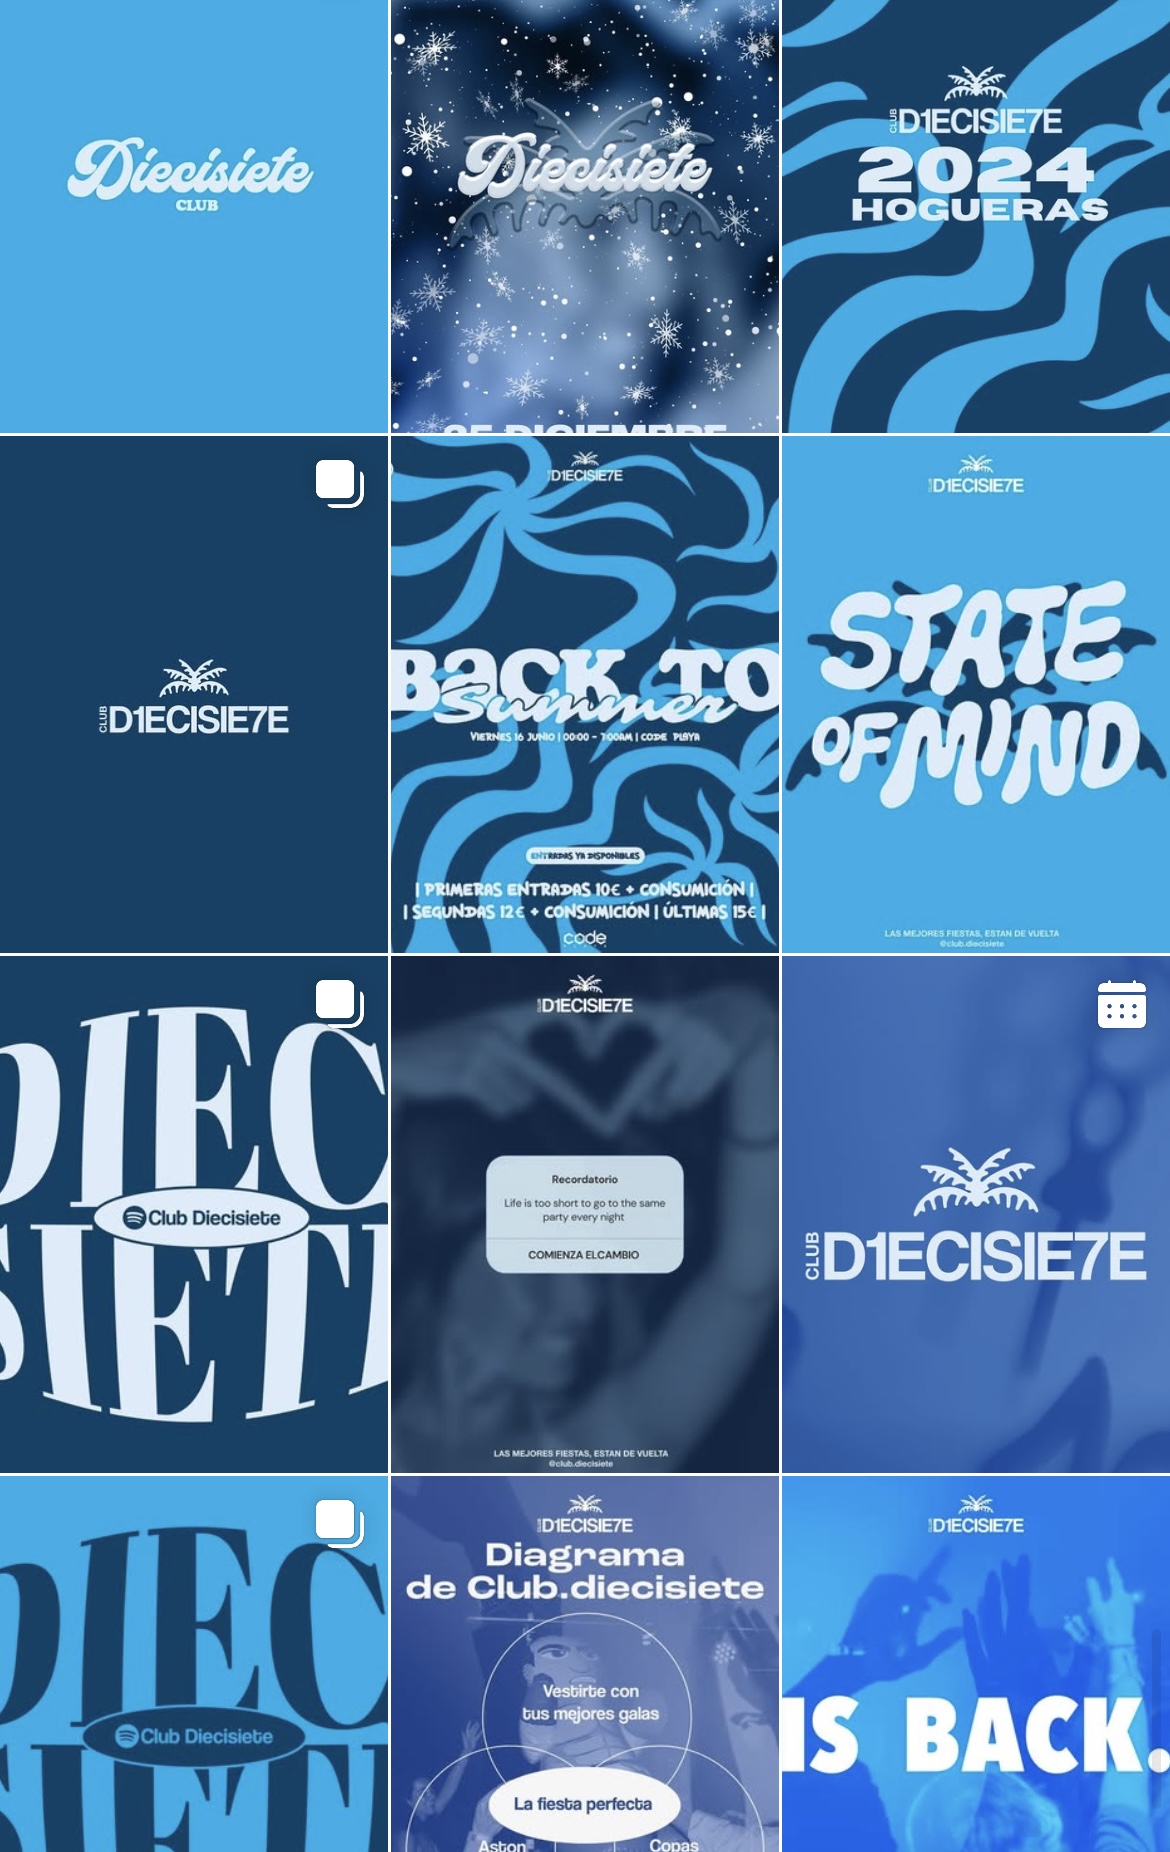 Diecisiete
CLUB
Diecisiete
25 DICIEMBRE
CLUB D1ECISIE7E
2024
HOGUERAS
CLUB D1ECISIE7E
D1ECISIE7E
BACK TO
Summer
VIERNES 16 JUNIO | 00:00 - 7:00AM | CODE PLAYA
ENTRADAS YA DISPONIBLES
| PRIMERAS ENTRADAS 10€ + CONSUMICIÓN |
| SEGUNDAS 12€ + CONSUMICIÓN | ÚLTIMAS 15€ |
code
D1ECISIE7E
STATE
OF MIND
LAS MEJORES FIESTAS, ESTAN DE VUELTA
@club.diecisiete
DIEC
Club Diecisiete
SIETE
D1ECISIE7E
Recordatorio
Life is too short to go to the same
party every night
COMIENZA ELCAMBIO
LAS MEJORES FIESTAS, ESTAN DE VUELTA
@club.diecisiete
CLUB D1ECISIE7E
DIEC
Club Diecisiete
SIET
D1ECISIE7E
Diagrama
de Club.diecisiete
Vestirte con
tus mejores galas
La fiesta perfecta
Aston
Copas
D1ECISIE7E
IS BACK.